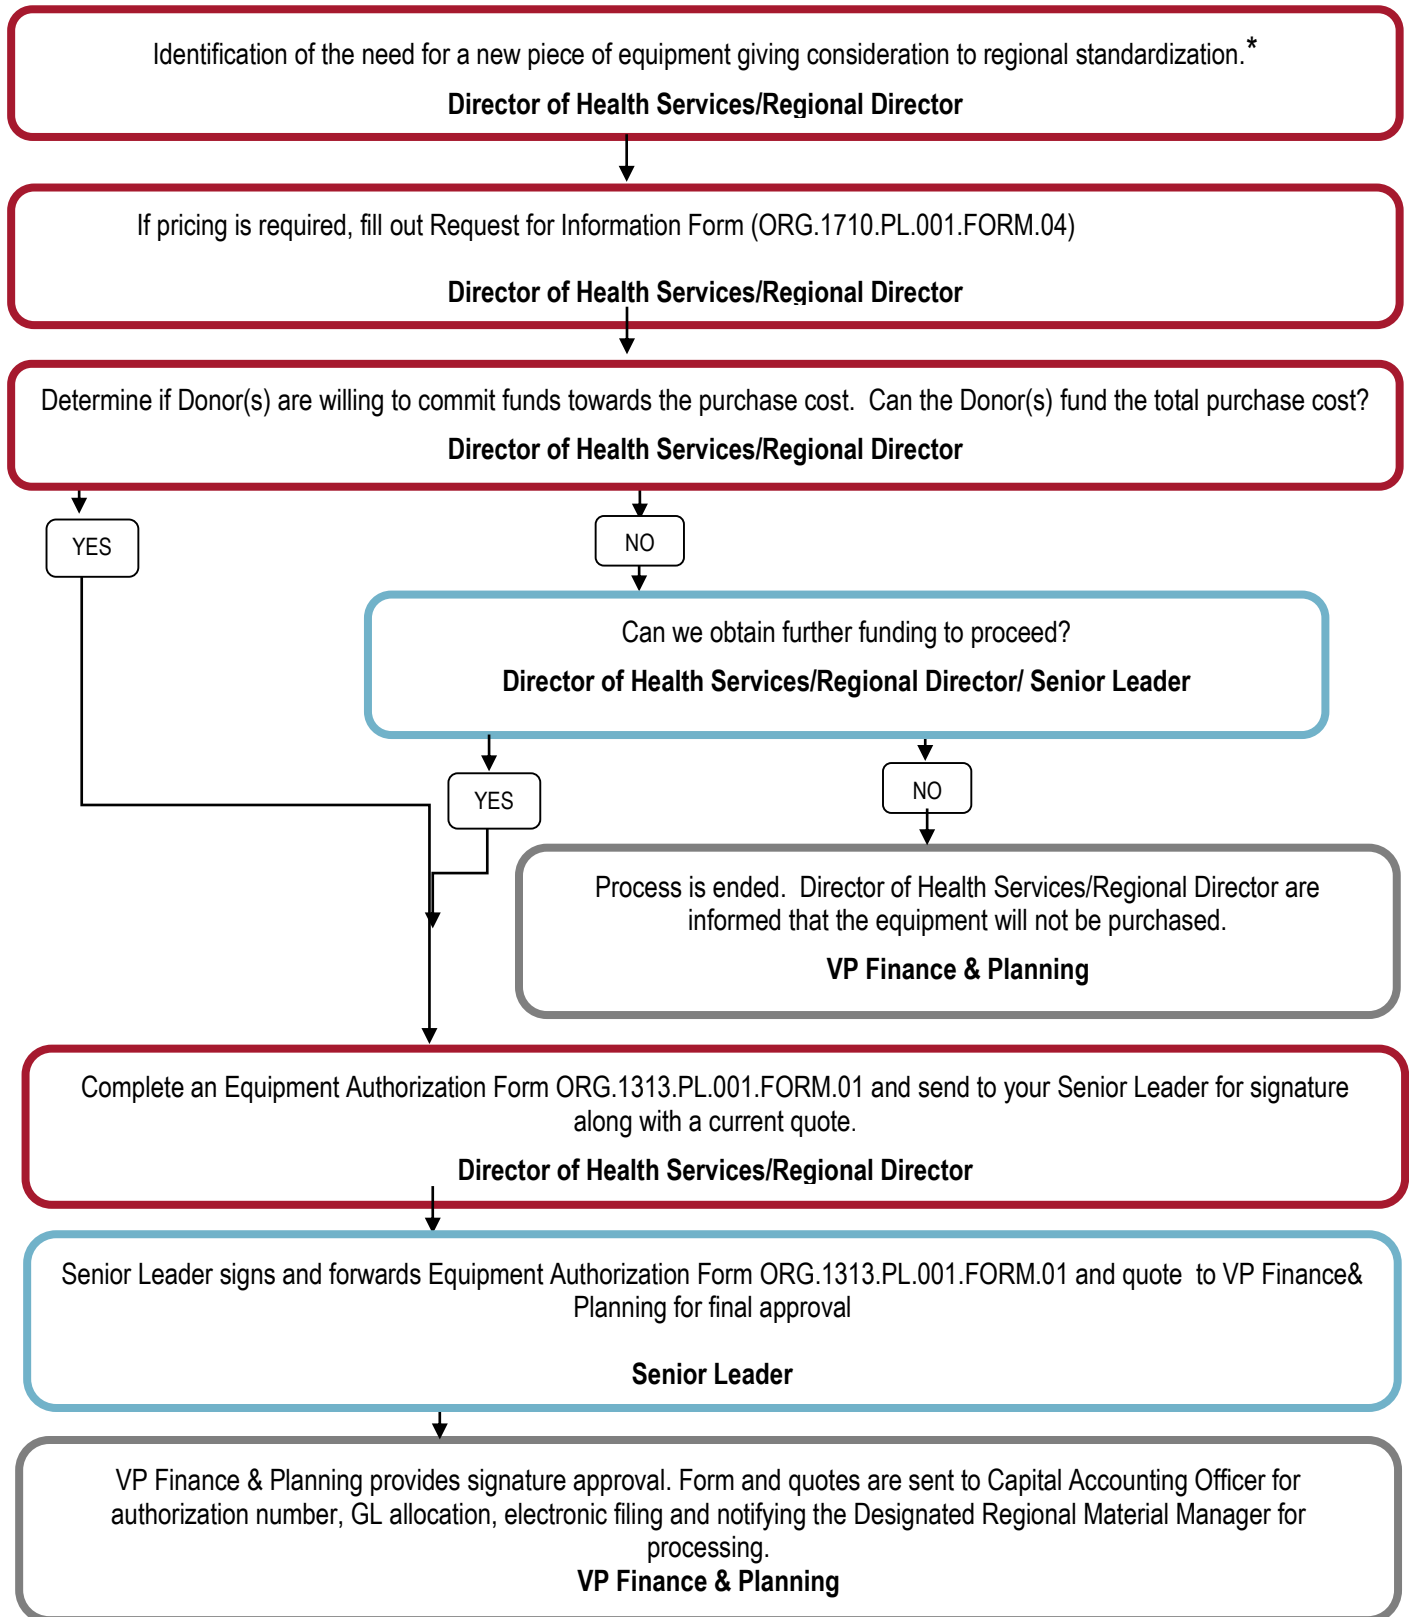 Identification of the need for a new piece of equipment giving consideration to regional standardization.*
Director of Health Services/Regional Director
If pricing is required, fill out Request for Information Form (ORG.1710.PL.001.FORM.04)
Director of Health Services/Regional Director
Determine if Donor(s) are willing to commit funds towards the purchase cost.  Can the Donor(s) fund the total purchase cost?
Director of Health Services/Regional Director
YES
NO
Can we obtain further funding to proceed?
Director of Health Services/Regional Director/ Senior Leader
YES
NO
Process is ended.  Director of Health Services/Regional Director are
informed that the equipment will not be purchased.
VP Finance & Planning
Complete an Equipment Authorization Form ORG.1313.PL.001.FORM.01 and send to your Senior Leader for signature
along with a current quote.
Director of Health Services/Regional Director
Senior Leader signs and forwards Equipment Authorization Form ORG.1313.PL.001.FORM.01 and quote  to VP Finance&
Planning for final approval
Senior Leader
VP Finance & Planning provides signature approval. Form and quotes are sent to Capital Accounting Officer for
authorization number, GL allocation, electronic filing and notifying the Designated Regional Material Manager for
processing.
VP Finance & Planning